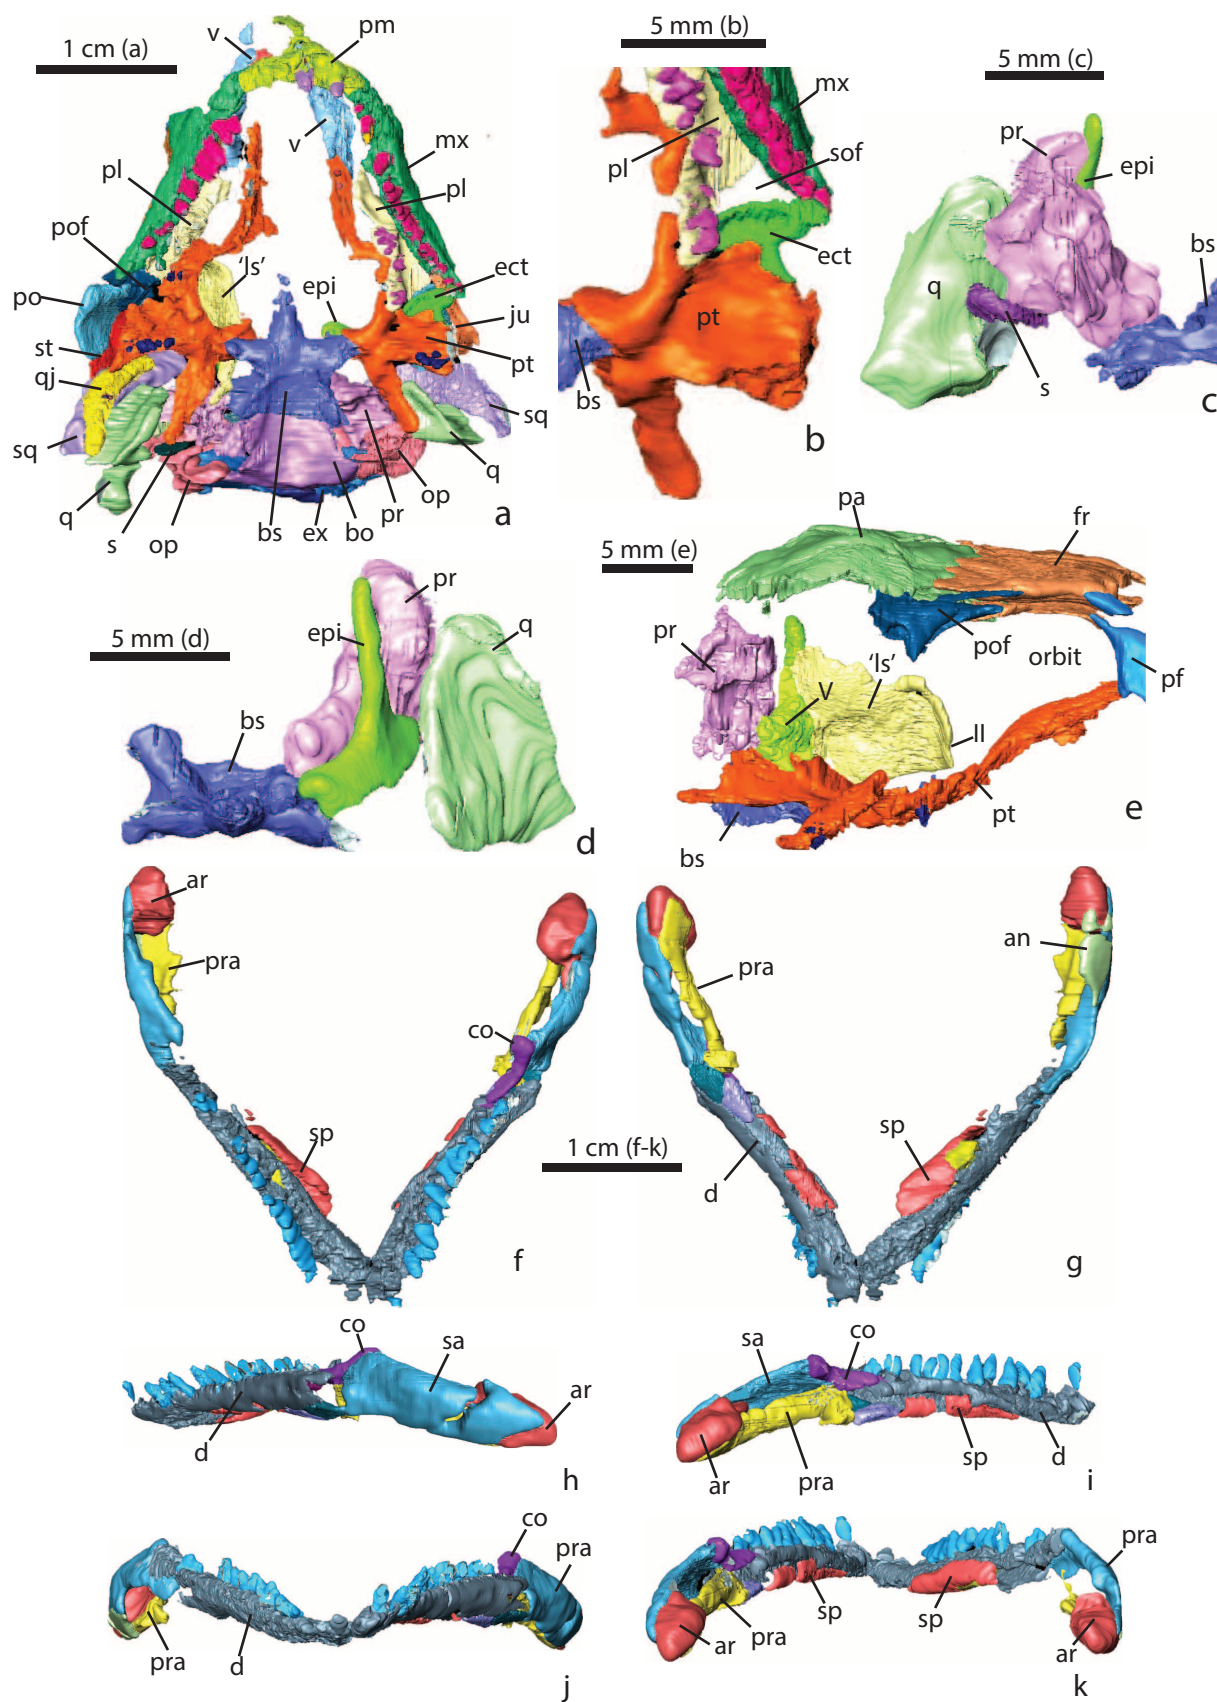 1 cm (a)
v
pm
v
mx
pl
pl
pof
po
'ls'
epi
ect
ju
st
qj
pt
sq
sq
q
q
s
op
bs
ex
bo
pr
op
a
5 mm (b)
mx
pl
sof
ect
pt
bs
b
5 mm (c)
pr
epi
bs
q
s
c
5 mm (d)
pr
epi
q
bs
d
5 mm (e)
pa
fr
pr
pof
orbit
pf
V
'ls'
ll
pt
bs
e
ar
pra
co
sp
f
1 cm (f-k)
pra
an
sp
d
g
co
sa
d
ar
h
sa
co
ar
pra
sp
d
i
co
pra
pra
d
j
pra
sp
sp
ar
pra
ar
k